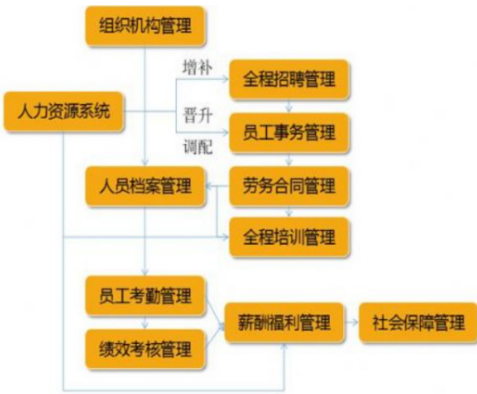 组织机构管理
增补
全程招聘管理
人力资源系统
晋升
员工事务管理
调配
人员档案管理
劳务合同管理
全程培训管理
员工考勤管理
薪酬福利管理
社会保障管理
绩效考核管理